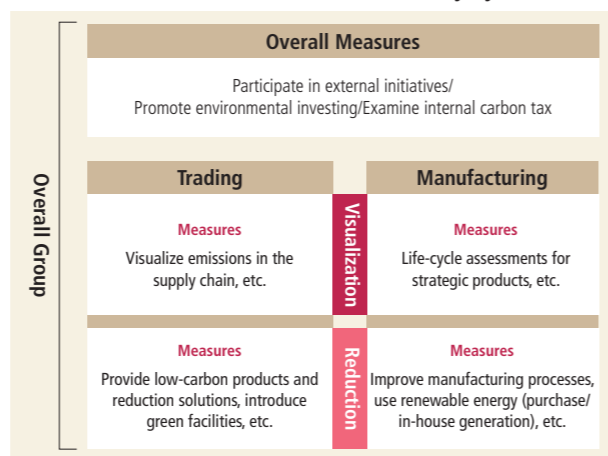 Overall Measures
Participate in external initiatives/
Promote environmental investing/Examine internal carbon tax
Overall Group
Trading
Manufacturing
Visualization
Measures
Visualize emissions in the
supply chain, etc.
Measures
Life-cycle assessments for
strategic products, etc.
Reduction
Measures
Provide low-carbon products and
reduction solutions, introduce
green facilities, etc.
Measures
Improve manufacturing processes,
use renewable energy (purchase/
in-house generation), etc.